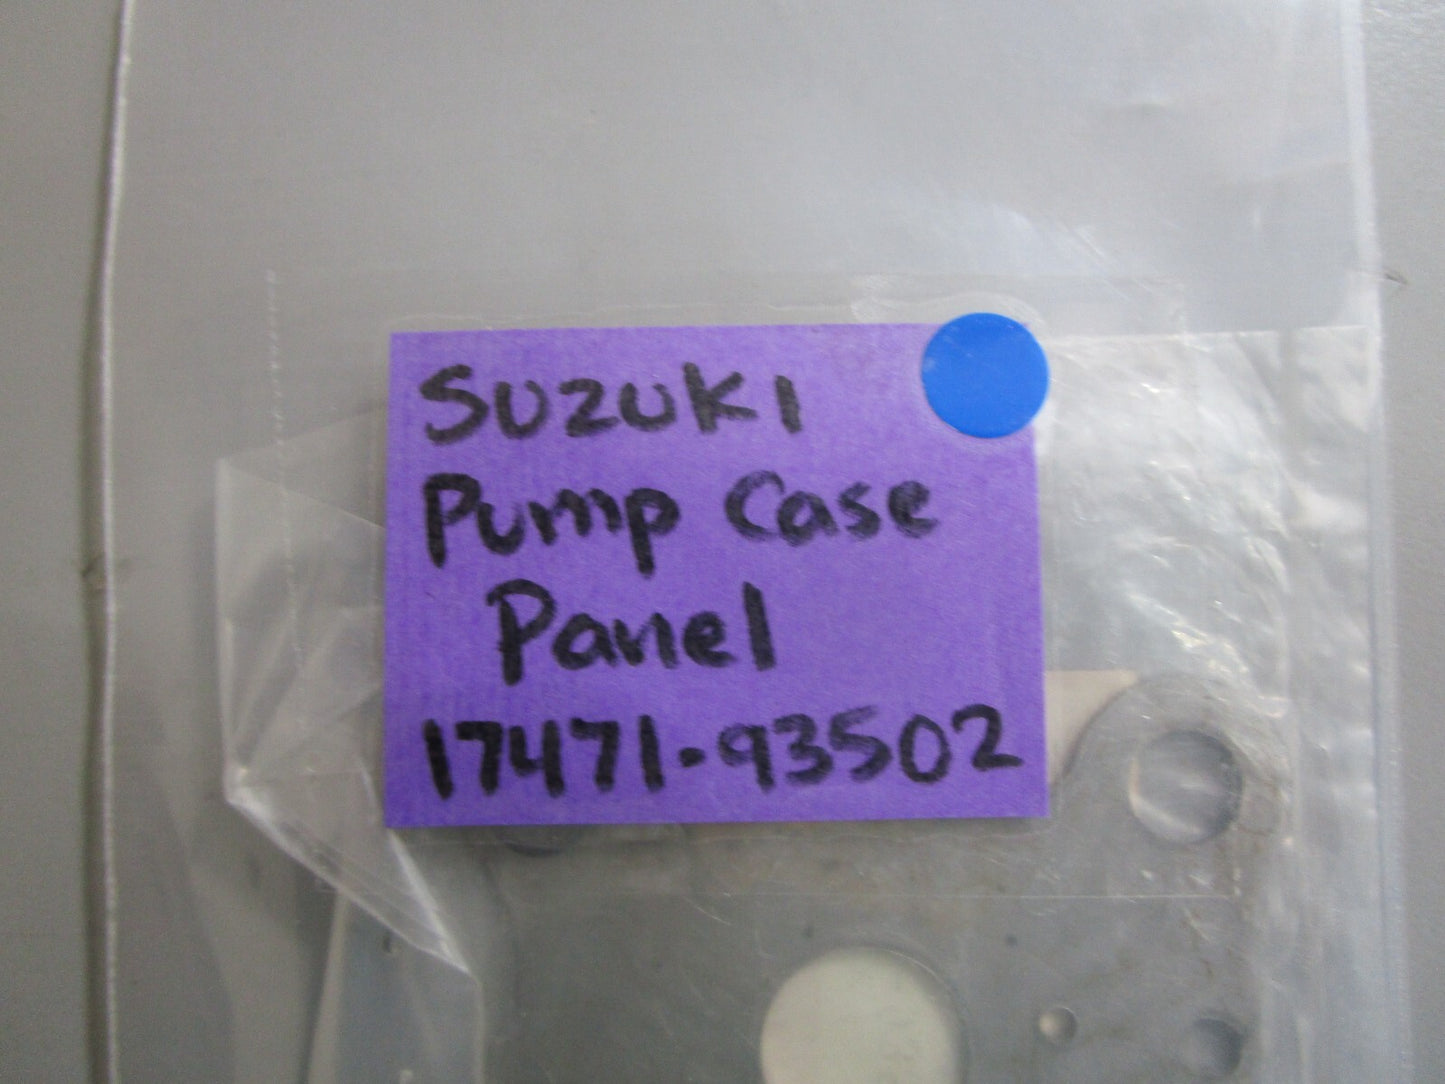 SUZUKI
Pump Case
Panel
17471-93502